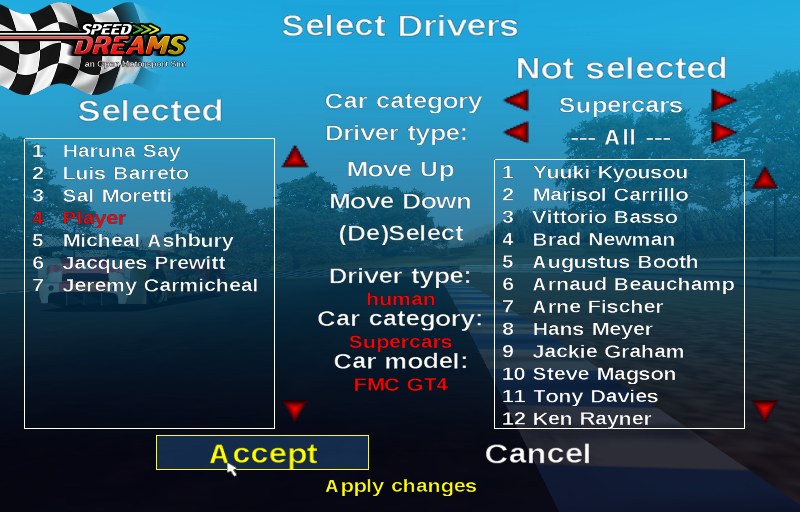 SPEED
DREAMS
an Open Motorsport Sim
Select Drivers
Not selected
Selected
Car category
Supercars
Driver type:
--- All ---
Move Up
Move Down
(De)Select
Driver type:
human
Car category:
Supercars
Car model:
FMC GT4
1 Haruna Say
2 Luis Barreto
3 Sal Moretti
4 Player
5 Micheal Ashbury
6 Jacques Prewitt
7 Jeremy Carmicheal
1 Yuuki Kyousou
2 Marisol Carrillo
3 Vittorio Basso
4 Brad Newman
5 Augustus Booth
6 Arnaud Beauchamp
7 Arne Fischer
8 Hans Meyer
9 Jackie Graham
10 Steve Magson
11 Tony Davies
12 Ken Rayner
Accept
Cancel
Apply changes